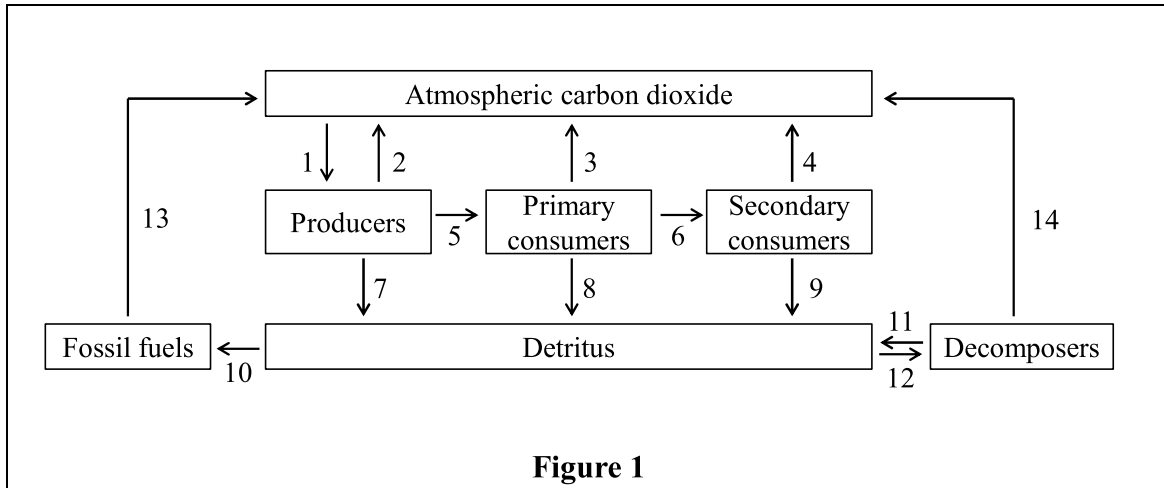 Atmospheric carbon dioxide
1
2
3
4
13
14
Producers
Primary
consumers
Secondary
consumers
5
6
7
8
9
Fossil fuels
Detritus
Decomposers
10
11
12
Figure 1